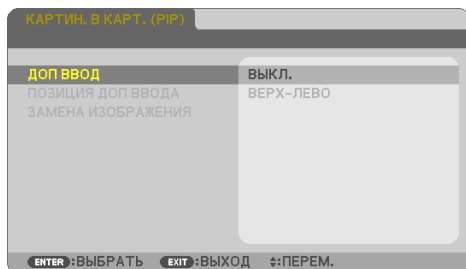 КАРТИН. В КАРТ. (PIP)
ДОП ВВОД ВЫКЛ.
ПОЗИЦИЯ ДОП ВВОДА ВЕРХ-ЛЕВО
ЗАМЕНА ИЗОБРАЖЕНИЯ
ENTER :ВЫБРАТЬ EXIT :ВЫХОД :ПЕРЕМ.